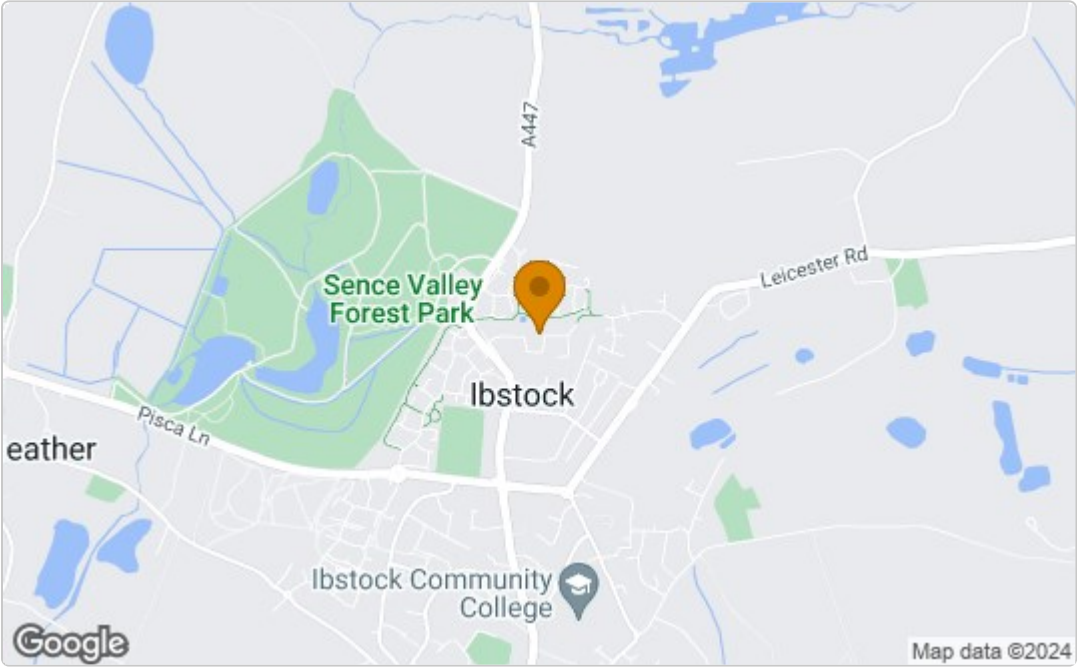 A447
Leicester Rd
Sence Valley
Forest Park
Ibstock
Pisca Ln
eather
Ibstock Community
College
Google
Map data ©2024